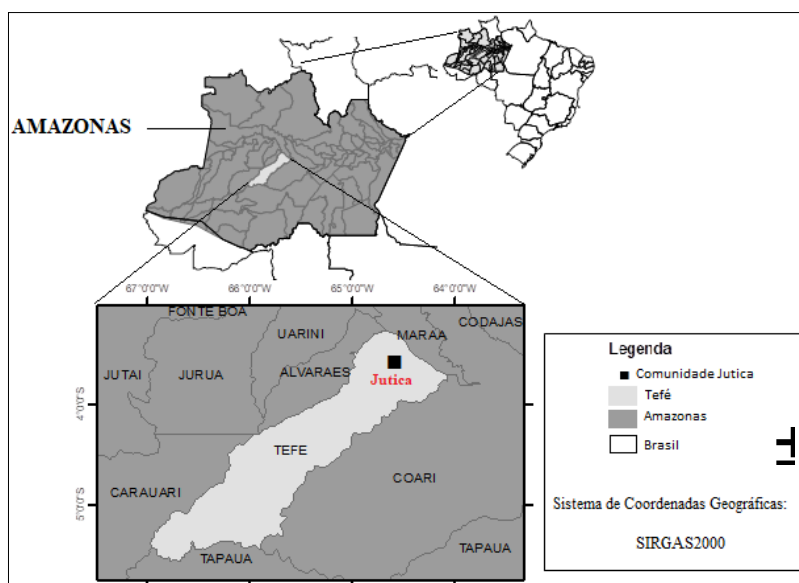 AMAZONAS
67°0'0"W 66°0'0"W 65°0'0"W 64°0'0"W
FONTE BOA
CODAJAS
MARAA
UARINI
JUTAI
JURUA
ALVARAES
Jutica
4°0'0"S
TEFE
COARI
CARAUARI
5°0'0"S
TAPAUA
TAPAUA
Legenda
Comunidade Jutica
Tefé
Amazonas
Brasil
Sistema de Coordenadas Geográficas:
SIRGAS2000